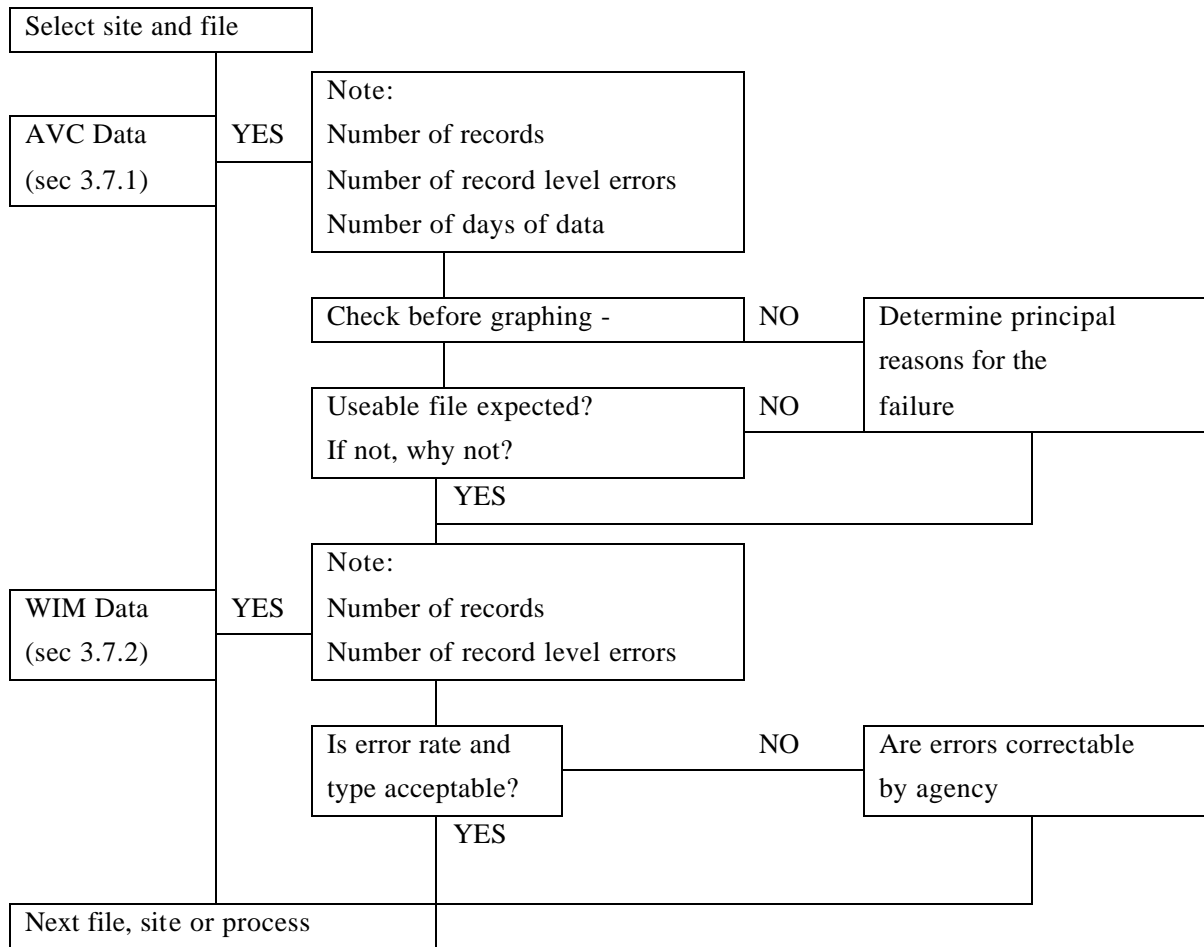 Select site and file
Note:
AVC Data
YES
Number of records
(sec 3.7.1)
Number of record level errors
Number of days of data
Check before graphing -
NO
Determine principal
reasons for the
failure
Useable file expected?
NO
If not, why not?
YES
Note:
WIM Data
YES
Number of records
(sec 3.7.2)
Number of record level errors
Is error rate and
type acceptable?
NO
Are errors correctable
by agency
YES
Next file, site or process